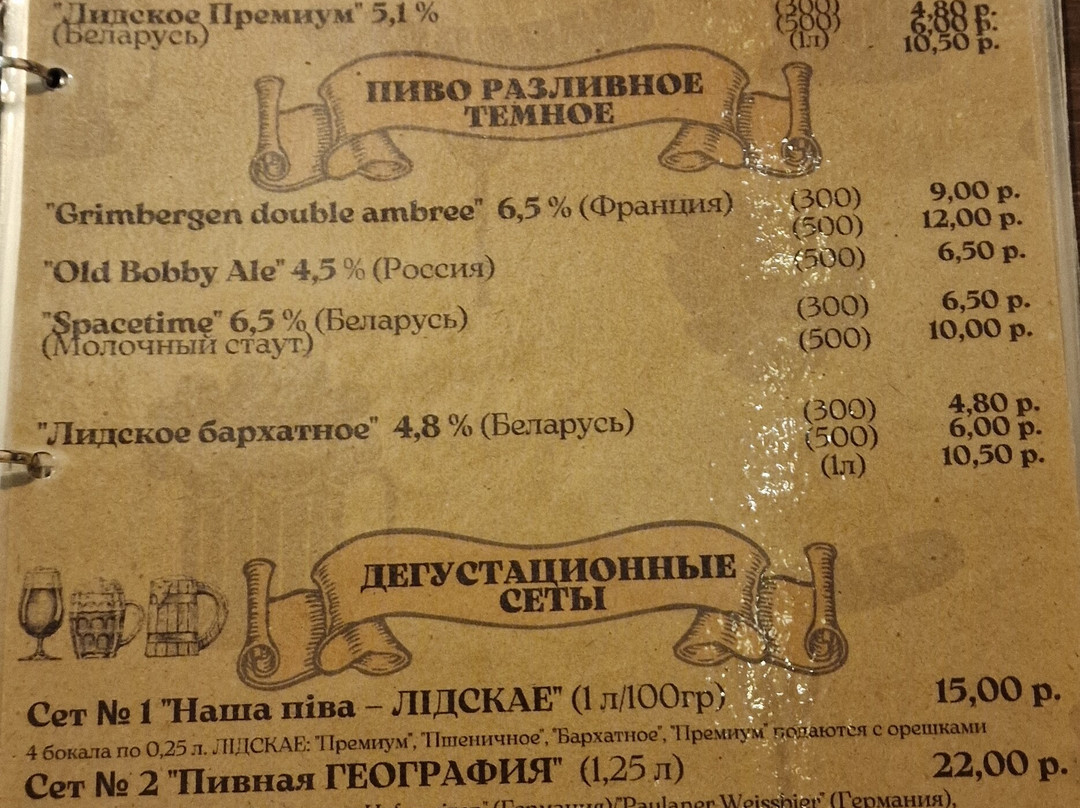 "Лидское Премиум" 5,1 % (300) 4,80 р.
(Беларусь) (500) 6,00 р.
(1л) 10,50 р.
ПИВО РАЗЛИВНОЕ
ТЕМНОЕ
"Grimbergen double ambree" 6,5 % (Франция) (300) 9,00 р.
(500) 12,00 р.
"Old Bobby Ale" 4,5 % (Россия) (500) 6,50 р.
"Spacetime" 6,5 % (Беларусь) (300) 6,50 р.
(Молочный стаут) (500) 10,00 р.
"Лидское бархатное" 4,8 % (Беларусь) (300) 4,80 р.
(500) 6,00 р.
(1л) 10,50 р.
ДЕГУСТАЦИОННЫЕ
СЕТЫ
Сет № 1 "Наша піва – ЛІДСКАЕ" (1 л/100гр) 15,00 р.
4 бокала по 0,25 л. ЛІДСКАЕ: "Премиум", "Пшеничное", "Бархатное", "Премиум" подаются с орешками
Сет № 2 "Пивная ГЕОГРАФИЯ" (1,25 л) 22,00 р.
(Германия) "Paulaner Weissbier" (Германия),